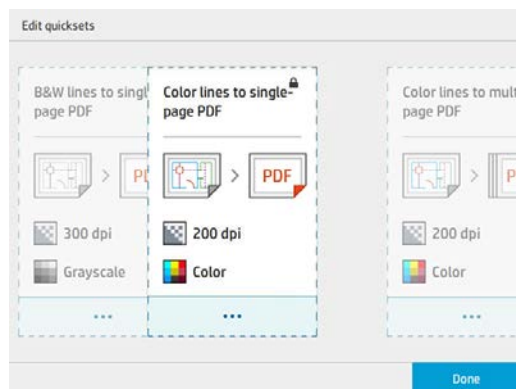 Edit quicksets
B&W lines to singl
page PDF
300 dpi
Grayscale
...
Color lines to single-
page PDF
PDF
200 dpi
Color
...
Color lines to mult
page PDF
200 dpi
Color
...
Done